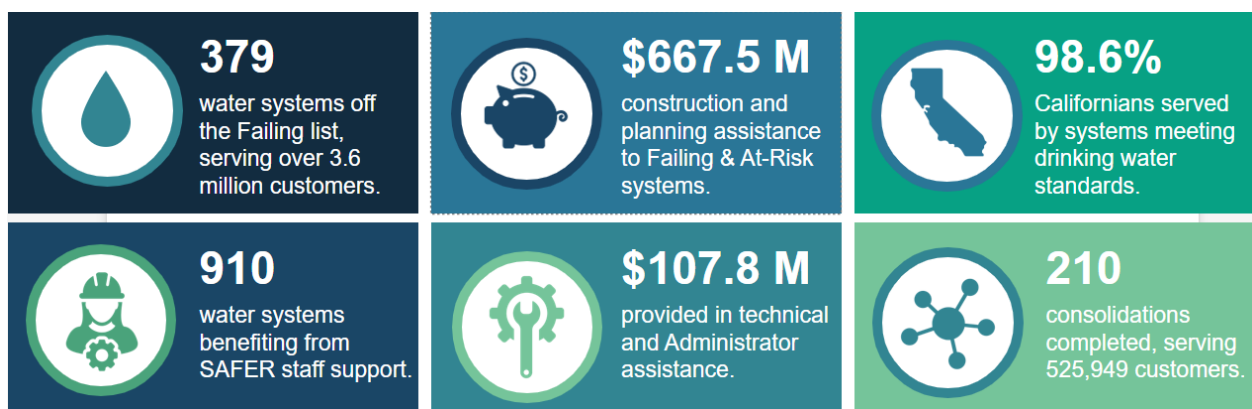 379
water systems off
the Failing list,
serving over 3.6
million customers.
$
$667.5 M
construction and
planning assistance
to Failing & At-Risk
systems.
98.6%
Californians served
by systems meeting
drinking water
standards.
910
water systems
benefiting from
SAFER staff support.
$107.8 M
provided in technical
and Administrator
assistance.
210
consolidations
completed, serving
525,949 customers.